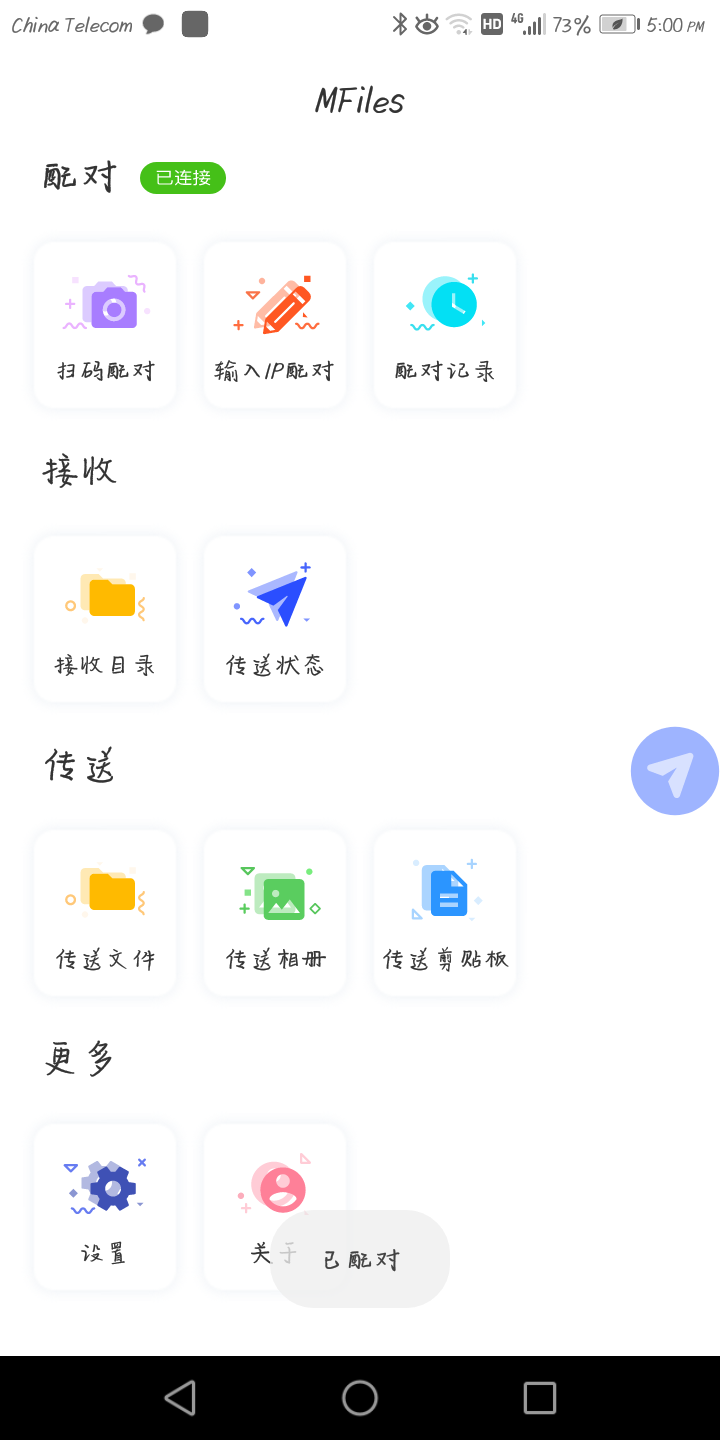 China Telecom HD 4G 73% 5:00 PM
MFiles
配对 已连接
扫码配对 输入IP配对 配对记录
接收
接收目录 传送状态
传送
传送文件 传送相册 传送剪贴板
更多
设置 关于
已配对